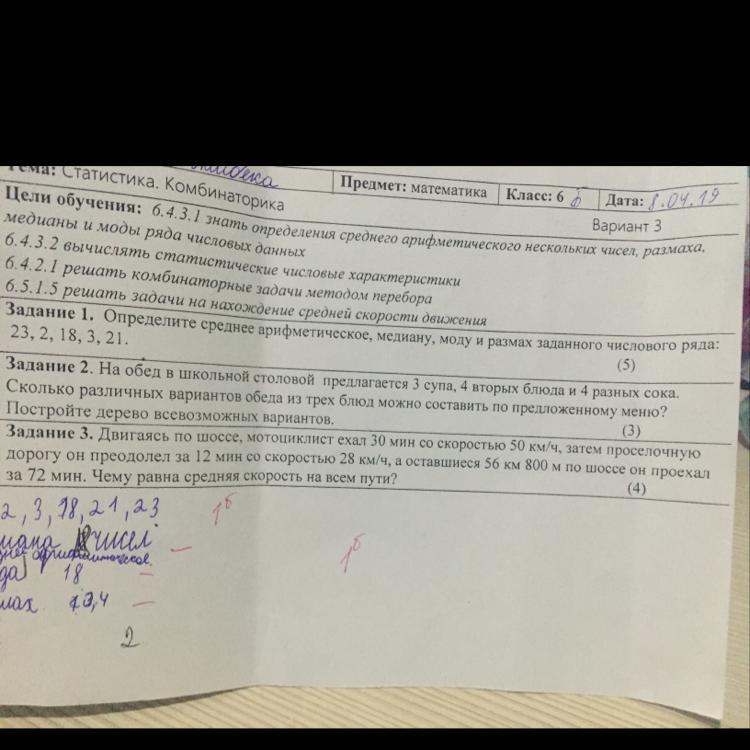 Тема: Статистика. Комбинаторика
Предмет: математика
Класс: 6 б
Дата: 8.04.19
Вариант 3
Цели обучения: 6.4.3.1 знать определения среднего арифметического нескольких чисел, размаха,
медианы и моды ряда числовых данных
6.4.3.2 вычислять статистические числовые характеристики
6.4.2.1 решать комбинаторные задачи методом перебора
6.5.1.5 решать задачи на нахождение средней скорости движения
Задание 1. Определите среднее арифметическое, медиану, моду и размах заданного числового ряда:
23, 2, 18, 3, 21. (5)
Задание 2. На обед в школьной столовой предлагается 3 супа, 4 вторых блюда и 4 разных сока.
Сколько различных вариантов обеда из трех блюд можно составить по предложенному меню?
Постройте дерево всевозможных вариантов. (3)
Задание 3. Двигаясь по шоссе, мотоциклист ехал 30 мин со скоростью 50 км/ч, затем проселочную
дорогу он преодолел за 12 мин со скоростью 28 км/ч, а оставшиеся 56 км 800 м по шоссе он проехал
за 72 мин. Чему равна средняя скорость на всем пути? (4)
2, 3, 18, 21, 23 1б
чисел — 1б
18 —
13,4 —
2